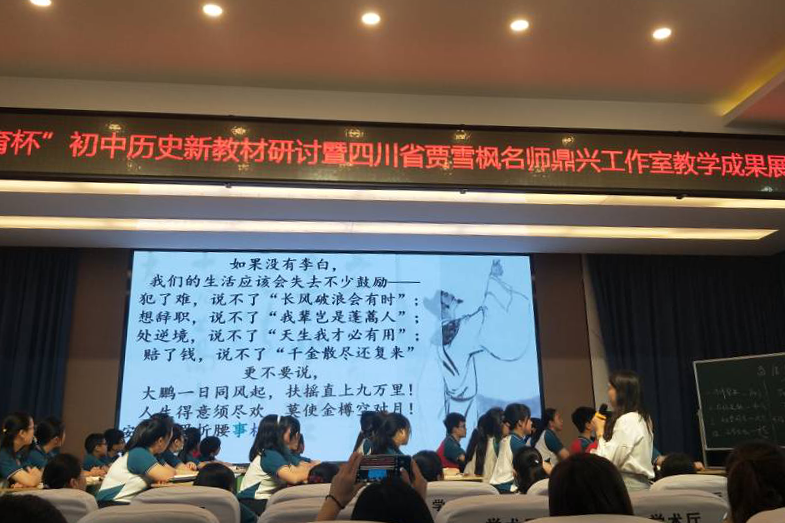 育杯”初中历史新教材研讨暨四川省贾雪枫名师鼎兴工作室教学成果展
如果没有李白，
我们的生活应该会失去不少鼓励——
犯了难，说不了“长风破浪会有时”；
想辞职，说不了“我辈岂是蓬蒿人”；
处逆境，说不了“天生我才必有用”；
赔了钱，说不了“千金散尽还复来”
更不要说，
大鹏一日同风起，扶摇直上九万里！
人生得意须尽欢，莫使金樽空对月！
折腰事
学术厅